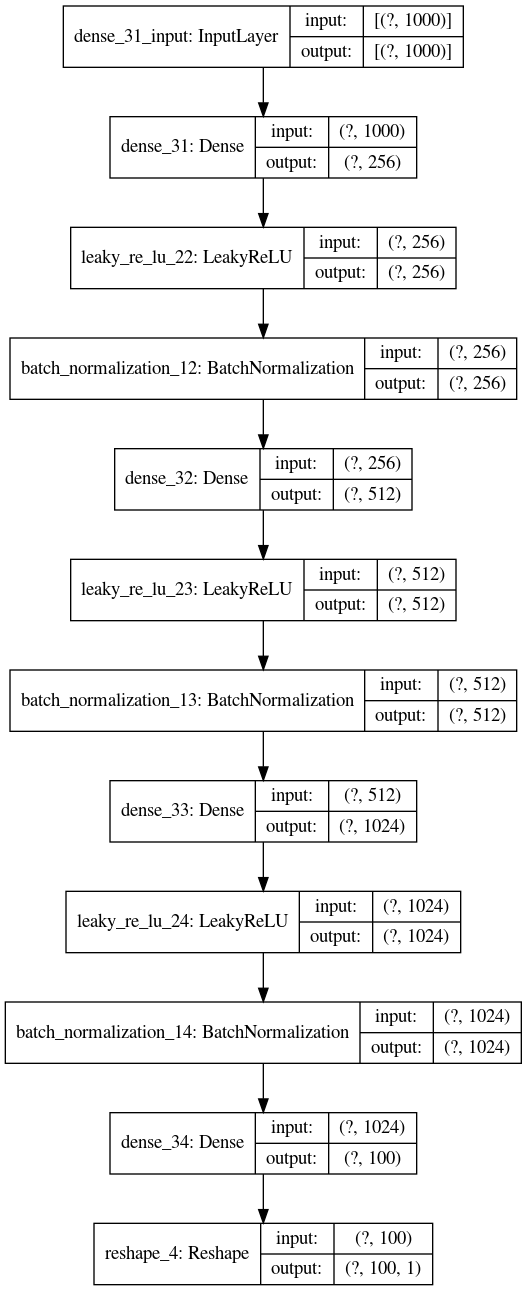 dense_31_input: InputLayer
input: [(?, 1000)]
output: [(?, 1000)]
dense_31: Dense
input: (?, 1000)
output: (?, 256)
leaky_re_lu_22: LeakyReLU
input: (?, 256)
output: (?, 256)
batch_normalization_12: BatchNormalization
input: (?, 256)
output: (?, 256)
dense_32: Dense
input: (?, 256)
output: (?, 512)
leaky_re_lu_23: LeakyReLU
input: (?, 512)
output: (?, 512)
batch_normalization_13: BatchNormalization
input: (?, 512)
output: (?, 512)
dense_33: Dense
input: (?, 512)
output: (?, 1024)
leaky_re_lu_24: LeakyReLU
input: (?, 1024)
output: (?, 1024)
batch_normalization_14: BatchNormalization
input: (?, 1024)
output: (?, 1024)
dense_34: Dense
input: (?, 1024)
output: (?, 100)
reshape_4: Reshape
input: (?, 100)
output: (?, 100, 1)